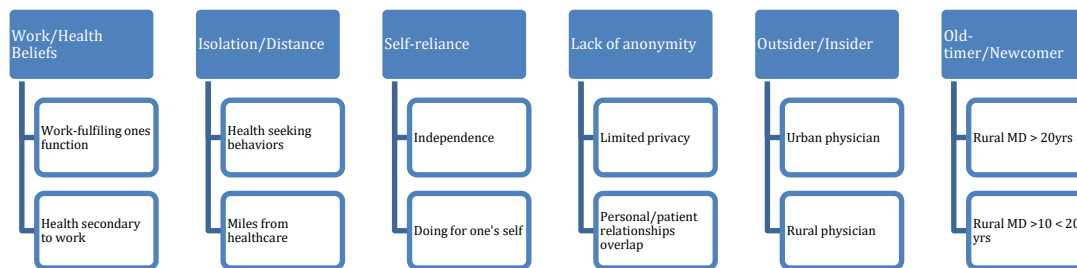 Work/Health
Beliefs
Work-fulfiling ones
function
Health secondary
to work
Isolation/Distance
Health seeking
behaviors
Miles from
healthcare
Self-reliance
Independence
Doing for one's self
Lack of anonymity
Limited privacy
Personal/patient
relationships
overlap
Outsider/Insider
Urban physician
Rural physician
Old-
timer/Newcomer
Rural MD > 20yrs
Rural MD >10 < 20
yrs